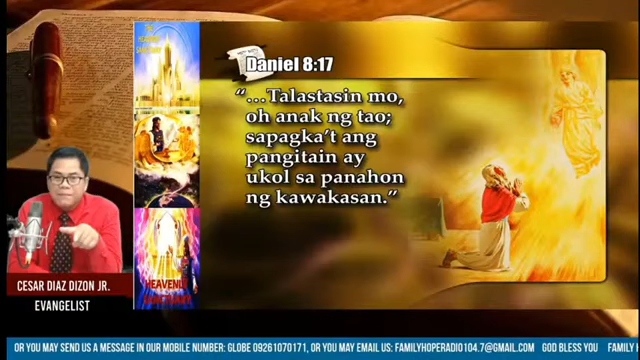 Daniel 8:17
“...Talastasin mo,
oh anak ng tao;
sapagka't ang
pangitain ay
ukol sa panahon
ng kawakasan.”
HEAVENLY
SANCTUARY
CESAR DIAZ DIZON JR.
EVANGELIST
OR YOU MAY SEND US A MESSAGE IN OUR MOBILE NUMBER: GLOBE 09261070171, OR YOU MAY EMAIL US: FAMILYHOPERADIO104.7@GMAIL.COM GOD BLESS YOU FAMILY